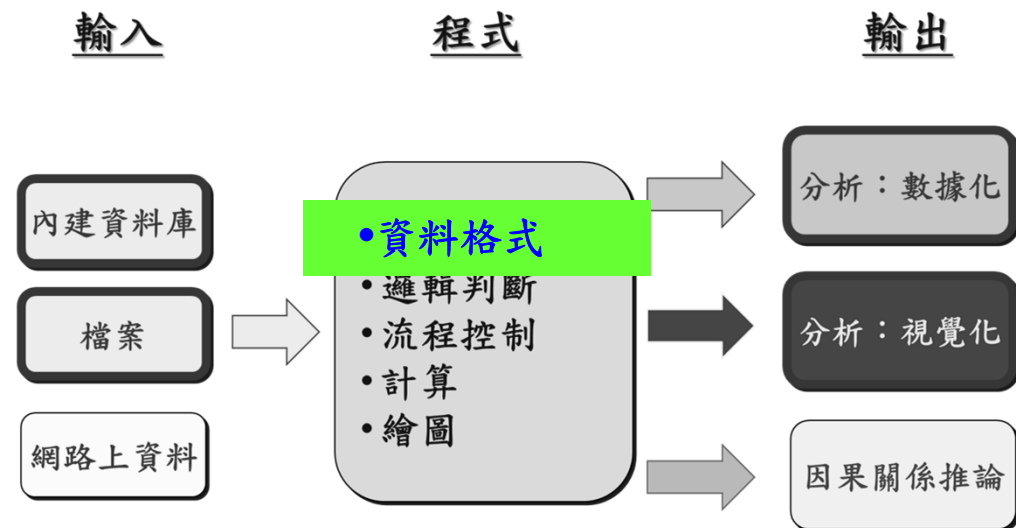 輸入
程式
輸出
內建資料庫
檔案
網路上資料
•資料格式
•邏輯判斷
•流程控制
•計算
•繪圖
分析：數據化
分析：視覺化
因果關係推論